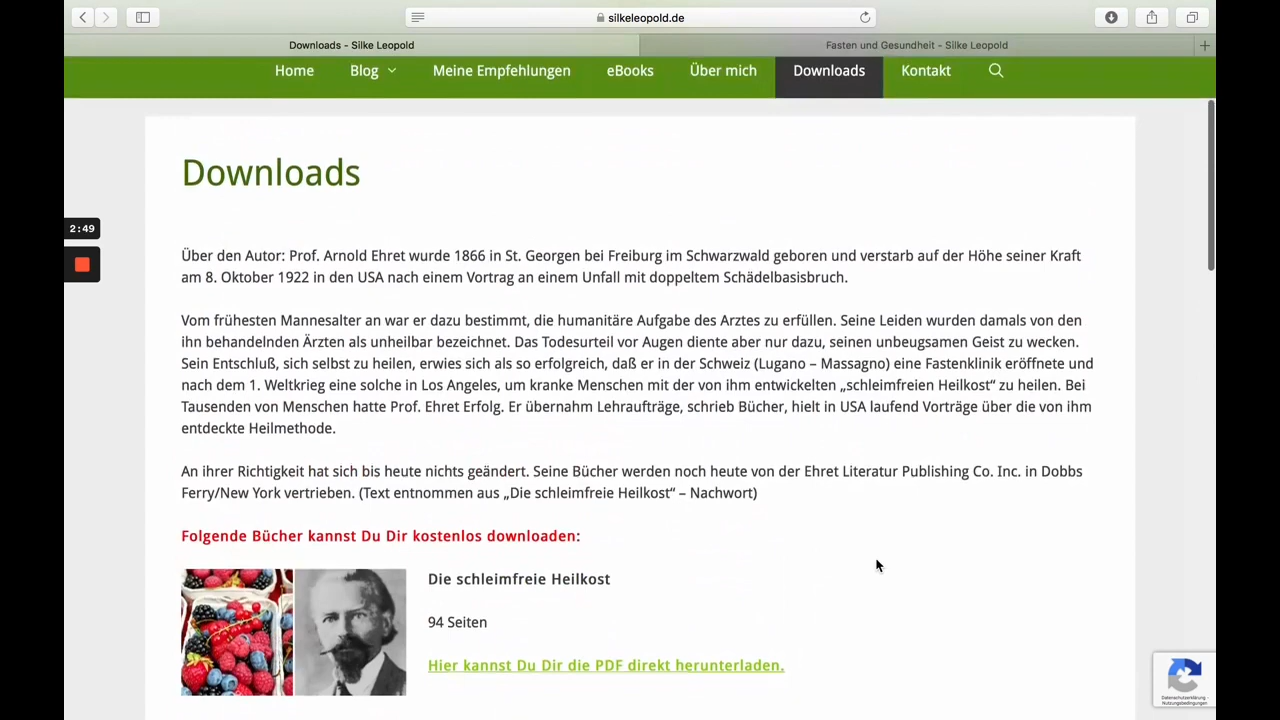 silkeleopold.de
Downloads - Silke Leopold
Fasten und Gesundheit - Silke Leopold
Home
Blog
Meine Empfehlungen
eBooks
Über mich
Downloads
Kontakt
Downloads
2:49
Über den Autor: Prof. Arnold Ehret wurde 1866 in St. Georgen bei Freiburg im Schwarzwald geboren und verstarb auf der Höhe seiner Kraft
am 8. Oktober 1922 in den USA nach einem Vortrag an einem Unfall mit doppeltem Schädelbasisbruch.
Vom frühesten Mannesalter an war er dazu bestimmt, die humanitäre Aufgabe des Arztes zu erfüllen. Seine Leiden wurden damals von den
ihn behandelnden Ärzten als unheilbar bezeichnet. Das Todesurteil vor Augen diente aber nur dazu, seinen unbeugsamen Geist zu wecken.
Sein Entschluß, sich selbst zu heilen, erwies sich als so erfolgreich, daß er in der Schweiz (Lugano – Massagno) eine Fastenklinik eröffnete und
nach dem 1. Weltkrieg eine solche in Los Angeles, um kranke Menschen mit der von ihm entwickelten „schleimfreien Heilkost“ zu heilen. Bei
Tausenden von Menschen hatte Prof. Ehret Erfolg. Er übernahm Lehraufträge, schrieb Bücher, hielt in USA laufend Vorträge über die von ihm
entdeckte Heilmethode.
An ihrer Richtigkeit hat sich bis heute nichts geändert. Seine Bücher werden noch heute von der Ehret Literatur Publishing Co. Inc. in Dobbs
Ferry/New York vertrieben. (Text entnommen aus „Die schleimfreie Heilkost“ – Nachwort)
Folgende Bücher kannst Du Dir kostenlos downloaden:
Die schleimfreie Heilkost
94 Seiten
Hier kannst Du Dir die PDF direkt herunterladen.
Datenschutzerklärung -
Nutzungsbedingungen